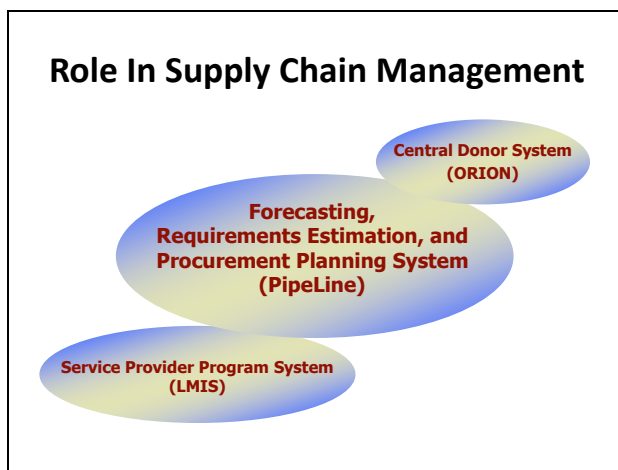 Role In Supply Chain Management
Central Donor System
(ORION)
Forecasting,
Requirements Estimation, and
Procurement Planning System
(PipeLine)
Service Provider Program System
(LMIS)